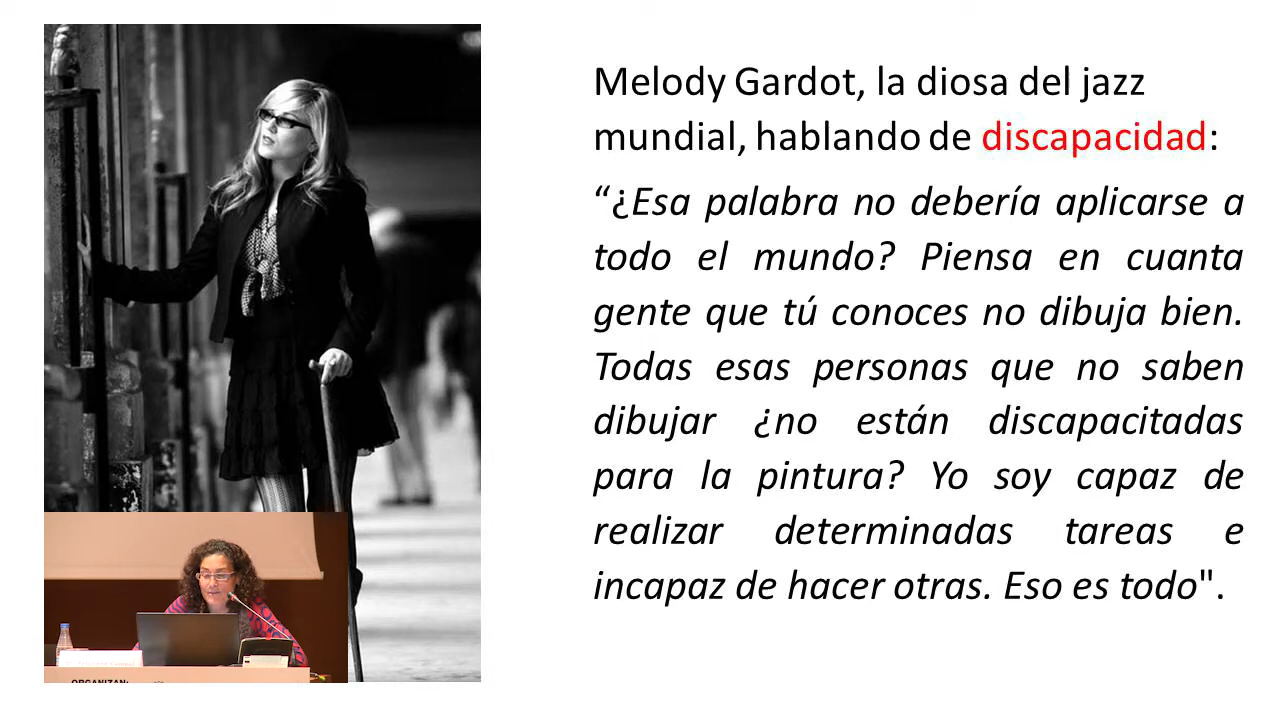 Melody Gardot, la diosa del jazz
mundial, hablando de discapacidad:
“¿Esa palabra no debería aplicarse a
todo el mundo? Piensa en cuanta
gente que tú conoces no dibuja bien.
Todas esas personas que no saben
dibujar ¿no están discapacitadas
para la pintura? Yo soy capaz de
realizar determinadas tareas e
incapaz de hacer otras. Eso es todo".
ORGANIZAN: